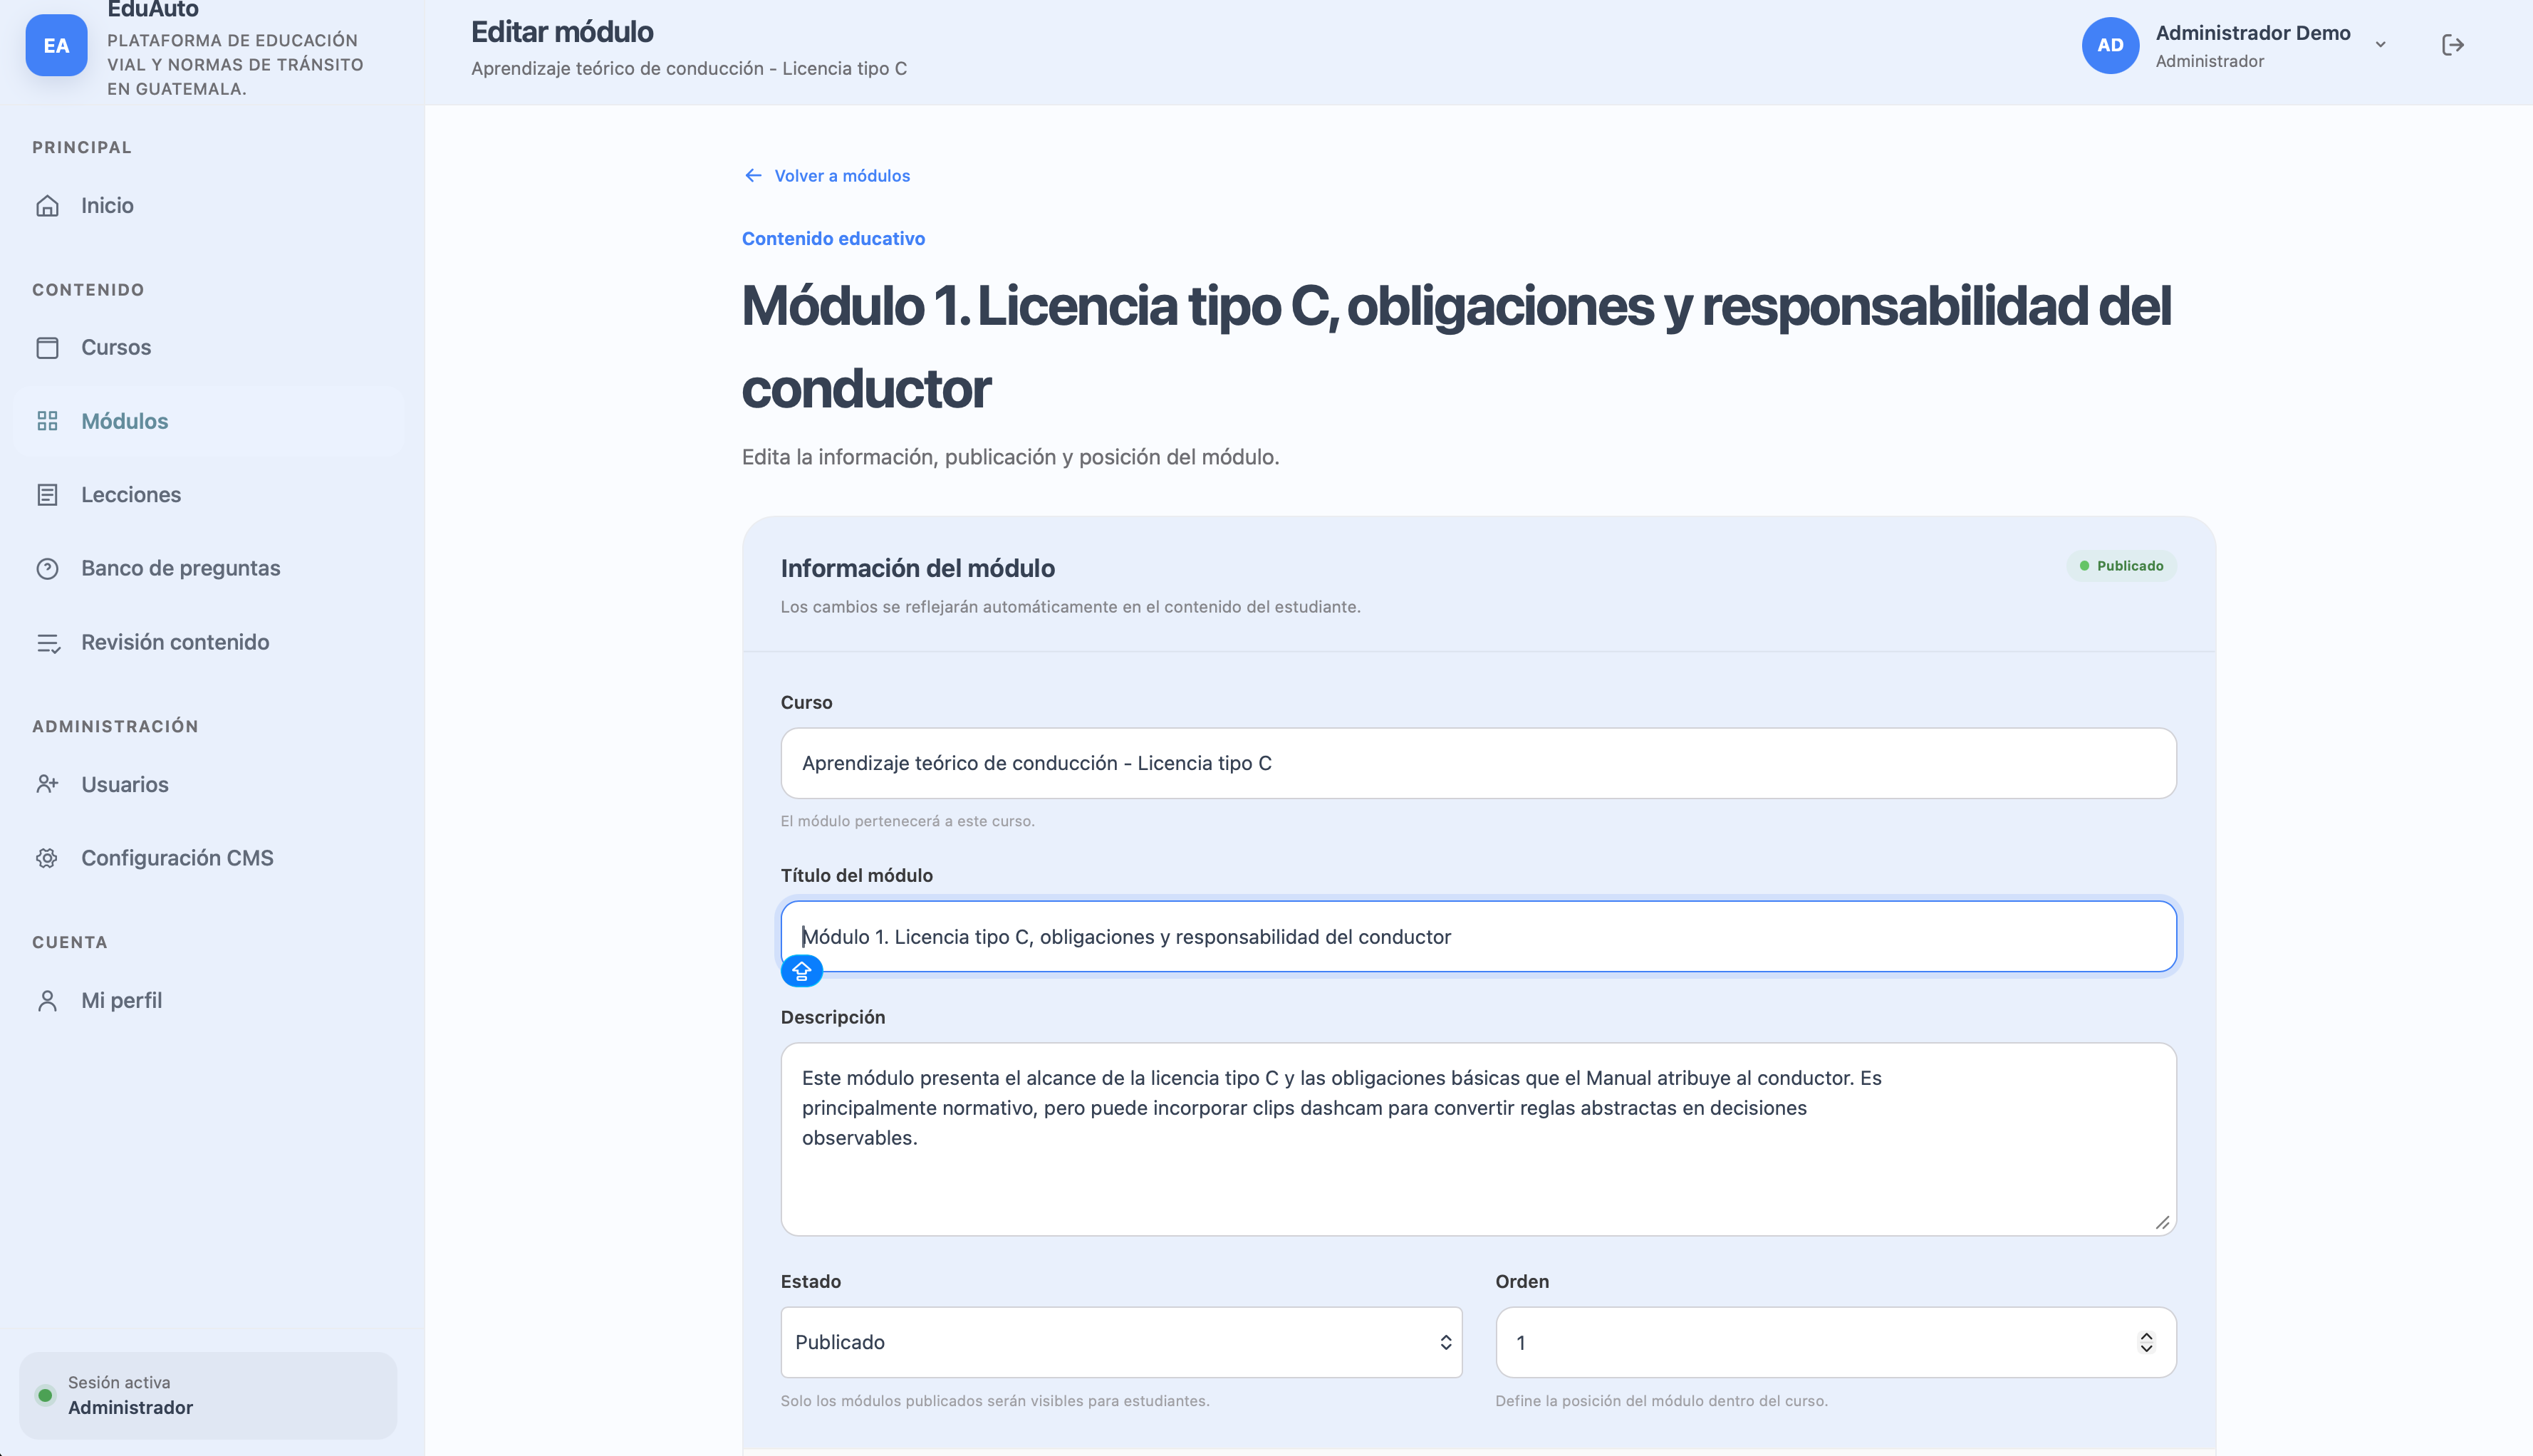 EA
EduAuto
PLATAFORMA DE EDUCACIÓN
VIAL Y NORMAS DE TRÁNSITO
EN GUATEMALA.
PRINCIPAL
Inicio
CONTENIDO
Cursos
Módulos
Lecciones
Banco de preguntas
Revisión contenido
ADMINISTRACIÓN
Usuarios
Configuración CMS
CUENTA
Mi perfil
Sesión activa
Administrador
Editar módulo
Aprendizaje teórico de conducción - Licencia tipo C
AD
Administrador Demo
Administrador
Volver a módulos
Contenido educativo
Módulo 1. Licencia tipo C, obligaciones y responsabilidad del
conductor
Edita la información, publicación y posición del módulo.
Información del módulo
Publicado
Los cambios se reflejarán automáticamente en el contenido del estudiante.
Curso
Aprendizaje teórico de conducción - Licencia tipo C
El módulo pertenecerá a este curso.
Título del módulo
Módulo 1. Licencia tipo C, obligaciones y responsabilidad del conductor
Descripción
Este módulo presenta el alcance de la licencia tipo C y las obligaciones básicas que el Manual atribuye al conductor. Es
principalmente normativo, pero puede incorporar clips dashcam para convertir reglas abstractas en decisiones
observables.
Estado
Publicado
Solo los módulos publicados serán visibles para estudiantes.
Orden
1
Define la posición del módulo dentro del curso.